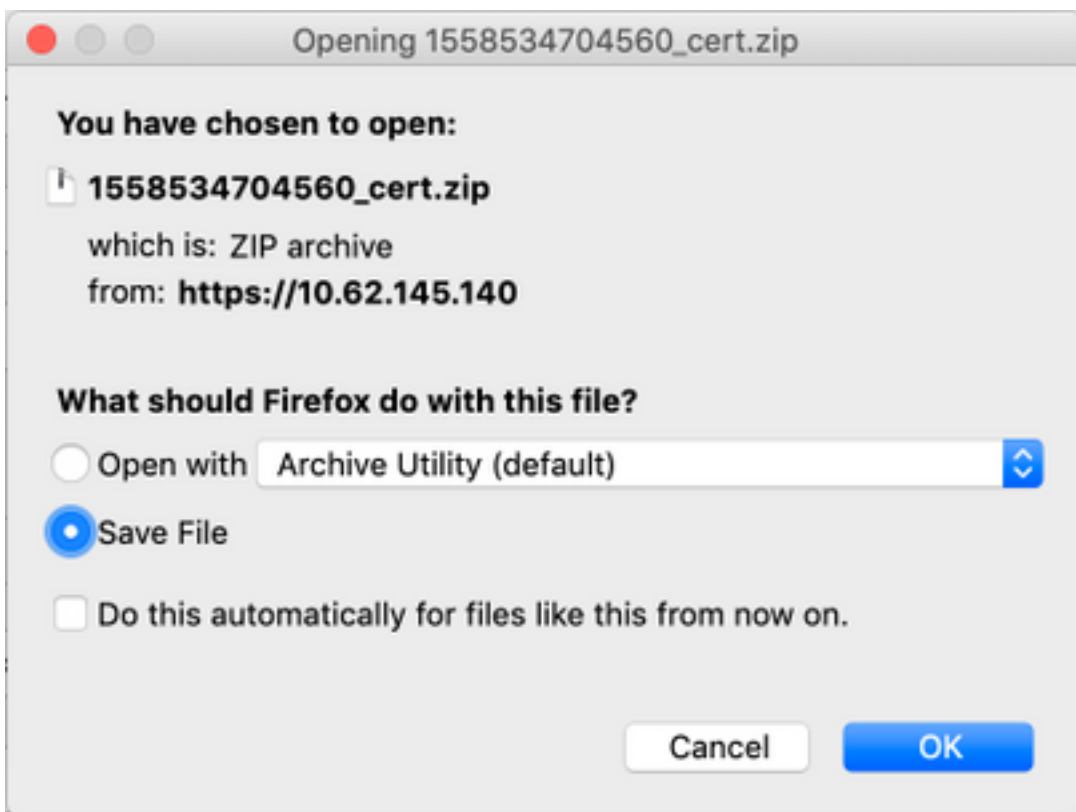 Opening 1558534704560_cert.zip
You have chosen to open:
1558534704560_cert.zip
which is: ZIP archive
from: https://10.62.145.140
What should Firefox do with this file?
Open with Archive Utility (default)
Save File
Do this automatically for files like this from now on.
Cancel OK